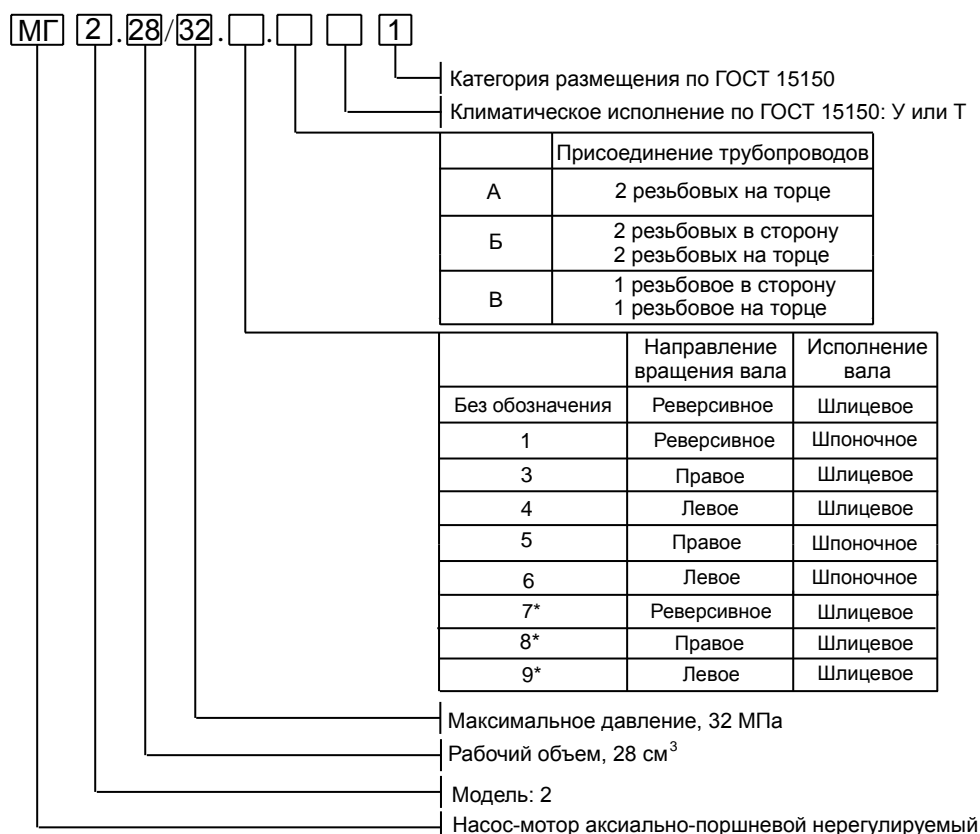 МГ 2.28/32. . 1
Категория размещения по ГОСТ 15150
Климатическое исполнение по ГОСТ 15150: У или Т
Присоединение трубопроводов
А 2 резьбовых на торце
Б 2 резьбовых в сторону
2 резьбовых на торце
В 1 резьбовое в сторону
1 резьбовое на торце
Направление Исполнение
вращения вала вала
Без обозначения Реверсивное Шлицевое
1 Реверсивное Шпоночное
3 Правое Шлицевое
4 Левое Шлицевое
5 Правое Шпоночное
6 Левое Шпоночное
7* Реверсивное Шлицевое
8* Правое Шлицевое
9* Левое Шлицевое
Максимальное давление, 32 МПа
Рабочий объем, 28 см³
Модель: 2
Насос-мотор аксиально-поршневой нерегулируемый